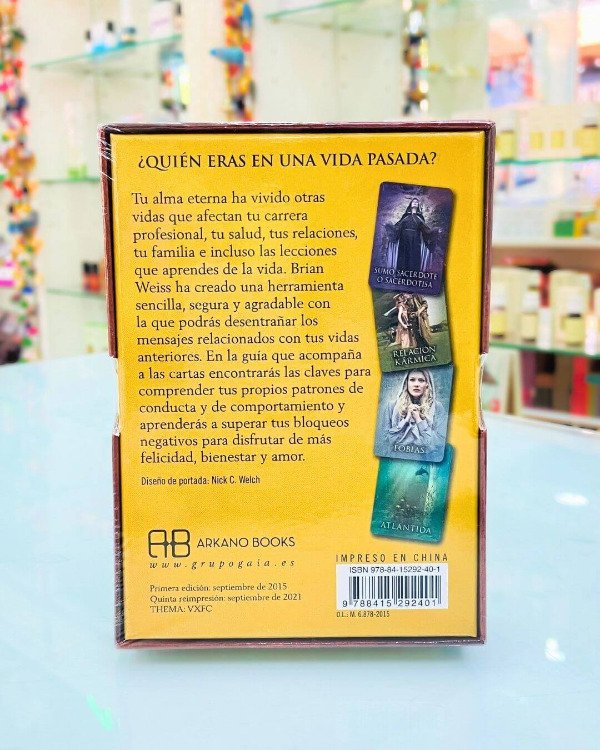 ¿QUIÉN ERAS EN UNA VIDA PASADA?
Tu alma eterna ha vivido otras
vidas que afectan tu carrera
profesional, tu salud, tus relaciones,
tu familia e incluso las lecciones
que aprendes de la vida. Brian
Weiss ha creado una herramienta
sencilla, segura y agradable con
la que podrás desentrañar los
mensajes relacionados con tus vidas
anteriores. En la guía que acompaña
a las cartas encontrarás las claves para
comprender tus propios patrones de
conducta y de comportamiento y
aprenderás a superar tus bloqueos
negativos para disfrutar de más
felicidad, bienestar y amor.
Diseño de portada: Nick C. Welch
SUMO SACERDOTE
O SACERDOTISA
RELACIÓN
KÁRMICA
FOBIAS
ATLÁNTIDA
AB ARKANO BOOKS
www.grupogaia.es
Primera edición: septiembre de 2015
Quinta reimpresión: septiembre de 2021
THEMA: VXFC
IMPRESO EN CHINA
ISBN 978-84-15292-40-1
9 788415 292401
D.L.: M. 6.878-2015